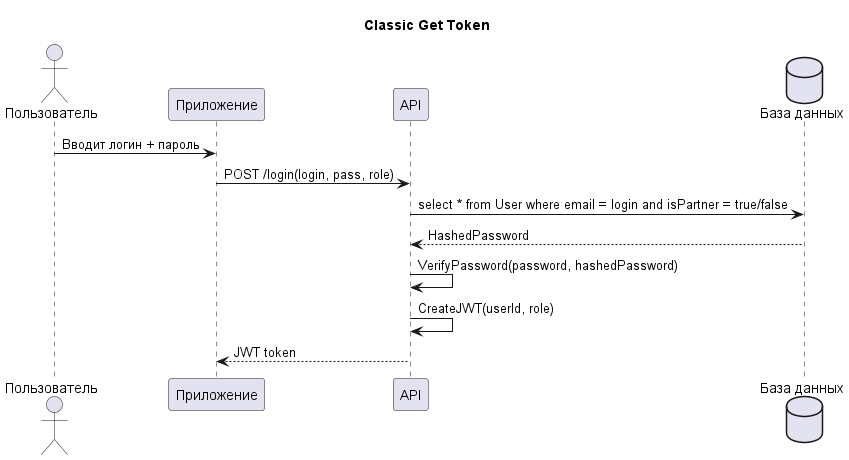 Classic Get Token
Пользователь
Приложение
API
База данных
Вводит логин + пароль
POST /login(login, pass, role)
select * from User where email = login and isPartner = true/false
HashedPassword
VerifyPassword(password, hashedPassword)
CreateJWT(userId, role)
JWT token
Пользователь
Приложение
API
База данных